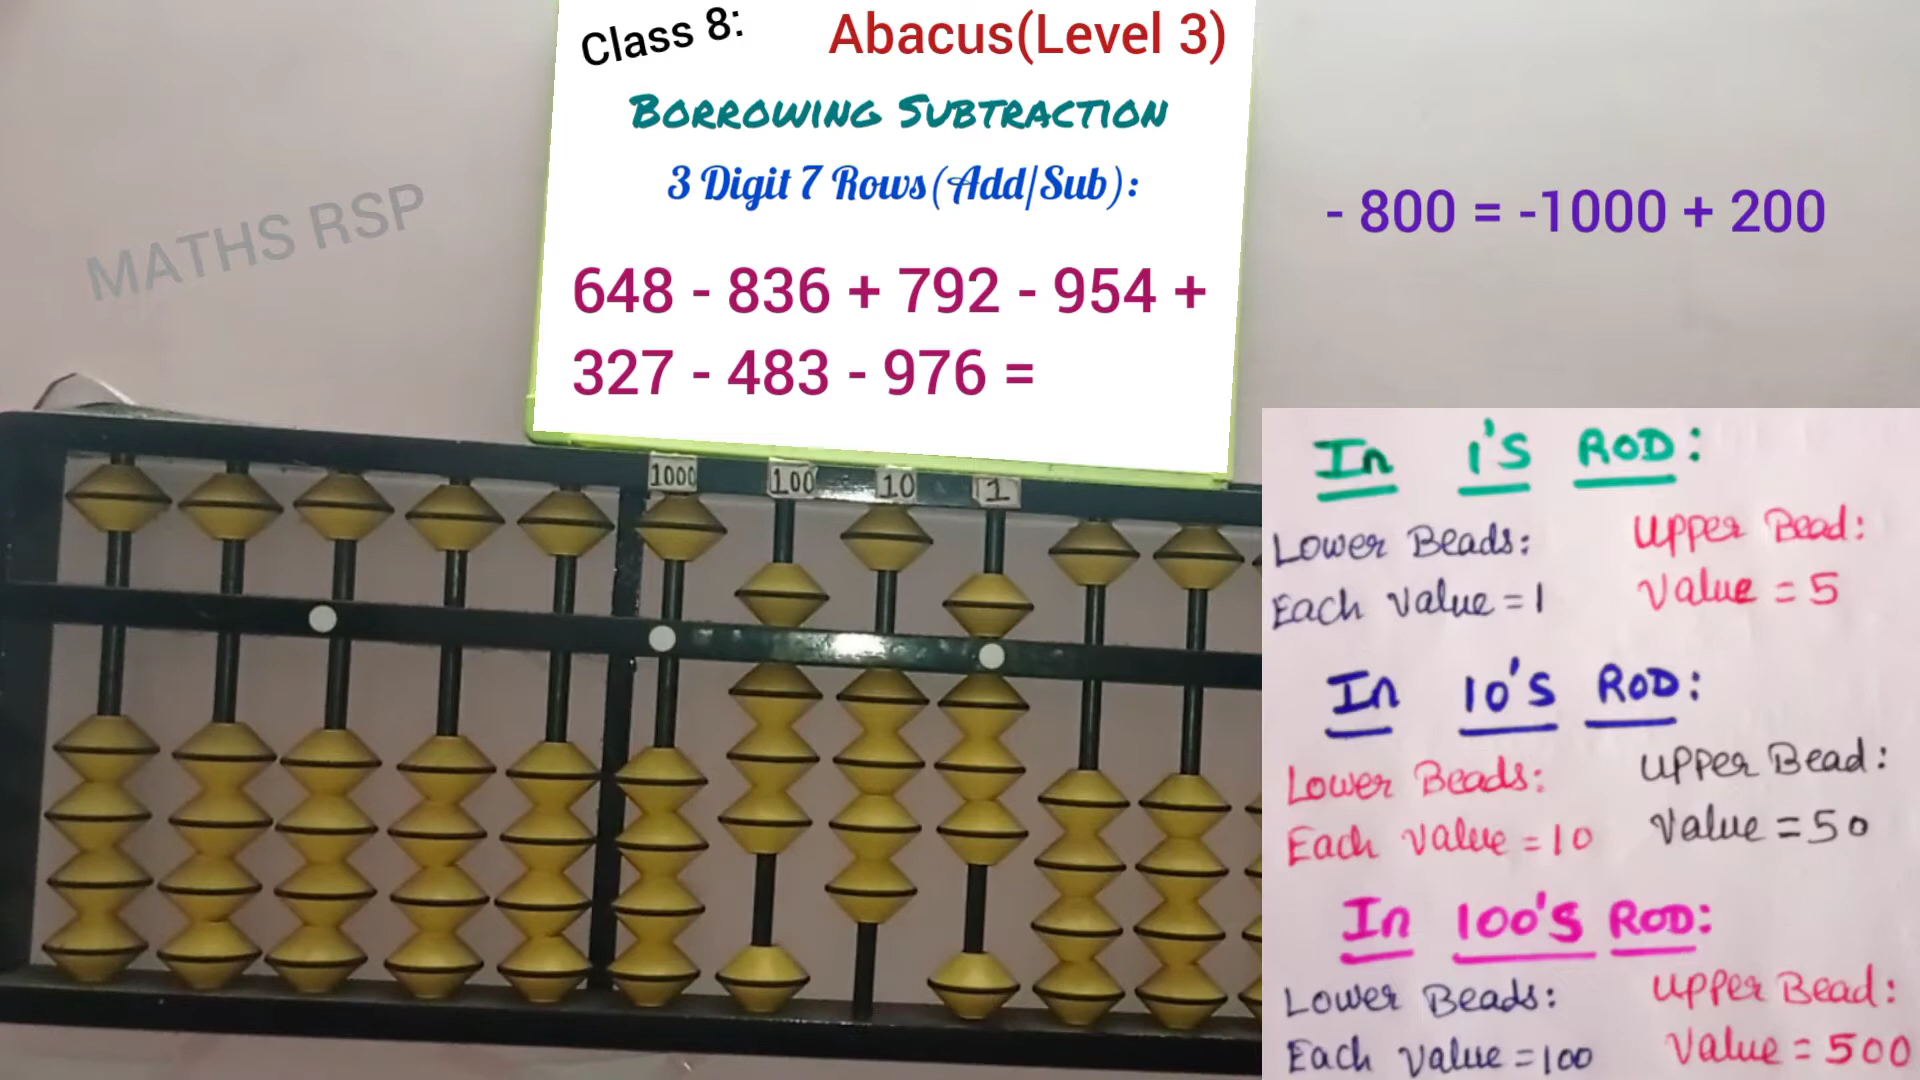 Class 8:
Abacus(Level 3)
BORROWING SUBTRACTION
3 Digit 7 Rows(Add/Sub):
648 - 836 + 792 - 954 +
327 - 483 - 976 =
- 800 = -1000 + 200
MATHS RSP
1000 100 10 1
In 1'S ROD:
Lower Beads:
Each Value = 1
Upper Bead:
Value = 5
In 10'S ROD:
Lower Beads:
Each Value = 10
Upper Bead:
Value = 50
In 100'S ROD:
Lower Beads:
Each Value = 100
Upper Bead:
Value = 500